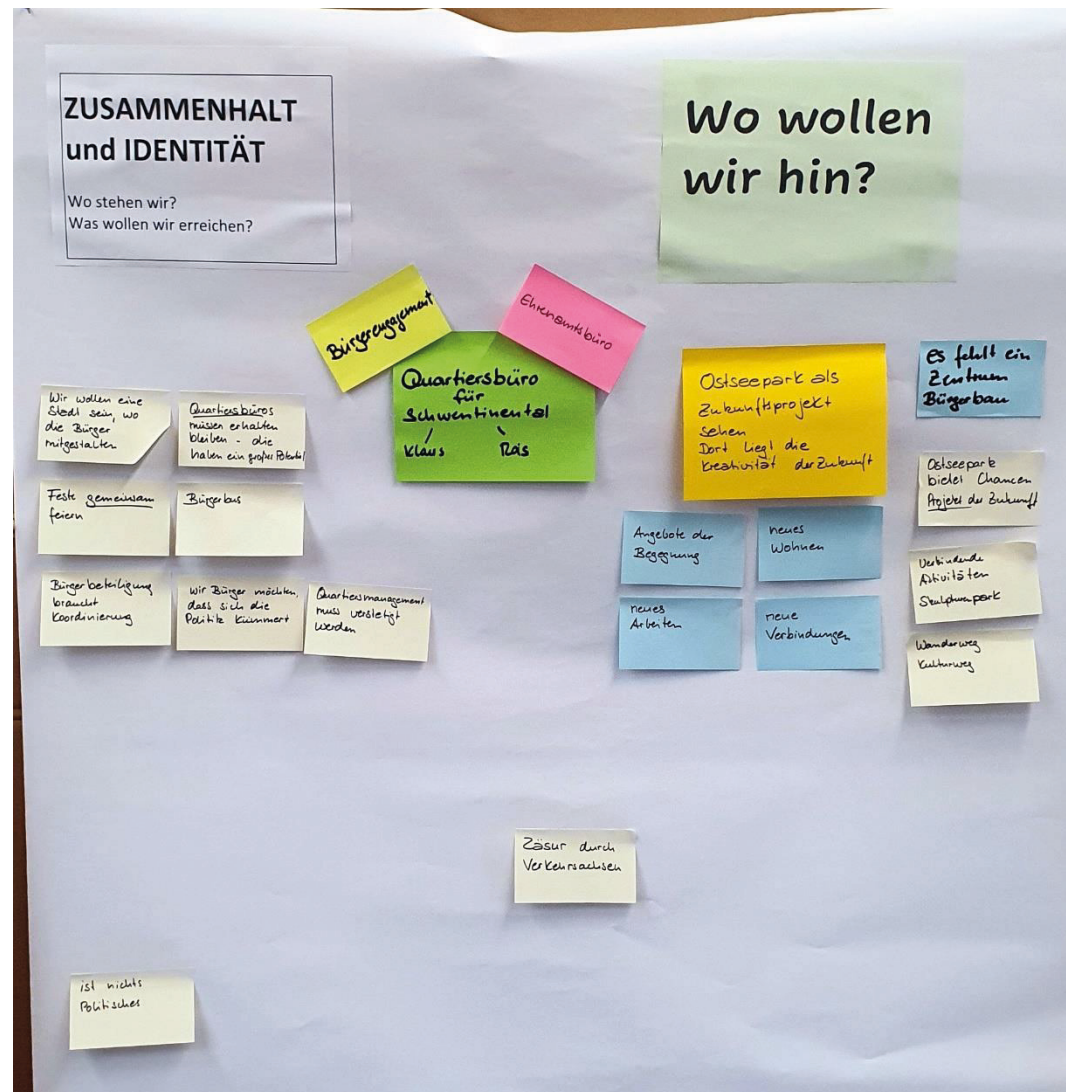 ZUSAMMENHALT
und IDENTITÄT
Wo stehen wir?
Was wollen wir erreichen?
Wo wollen
wir hin?
Bürgerengagement
Ehrenamtsbüro
Quartiersbüro
für
Schwentinental
Klaus Rais
Ostseepark als
Zukunftsprojekt
sehen
Dort liegt die
Kreativität der Zukunft
es fehlt ein
Zentrum
Bürgerbau
Wir wollen eine
Stadt sein, wo
die Bürger
mitgestalten
Quartiersbüros
müssen erhalten
bleiben - die
haben ein großes Potential
Feste gemeinsam
feiern
Bürgerbus
Bürgerbeteiligung
braucht
Koordinierung
Wir Bürger möchten,
dass sich die
Politik kümmert
Quartiersmanagement
muss verstetigt
werden
Angebote der
Begegnung
neues
Wohnen
neues
Arbeiten
neue
Verbindungen
Ostseepark
bietet Chancen
Projekt der Zukunft
Verbindende
Aktivitäten
Skulpturenpark
Wanderweg
Kulturweg
Zäsur durch
Verkehrsachsen
ist nichts
Politisches